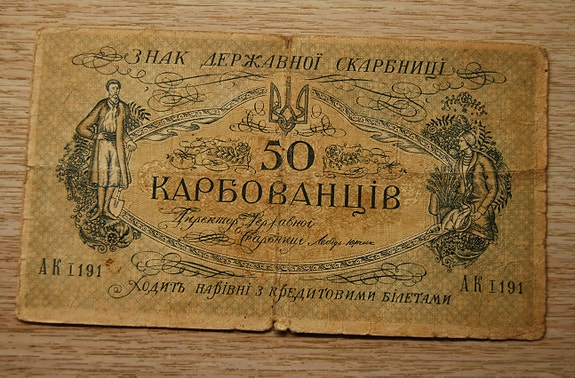 ЗНАК ДЕРЖАВНОЇ СКАРБНИЦІ
50
КАРБОВАНЦІВ
Директор Державної
Скарбниці
АК І 191
АК І 191
Ходить нарівні з кредитовими білетами